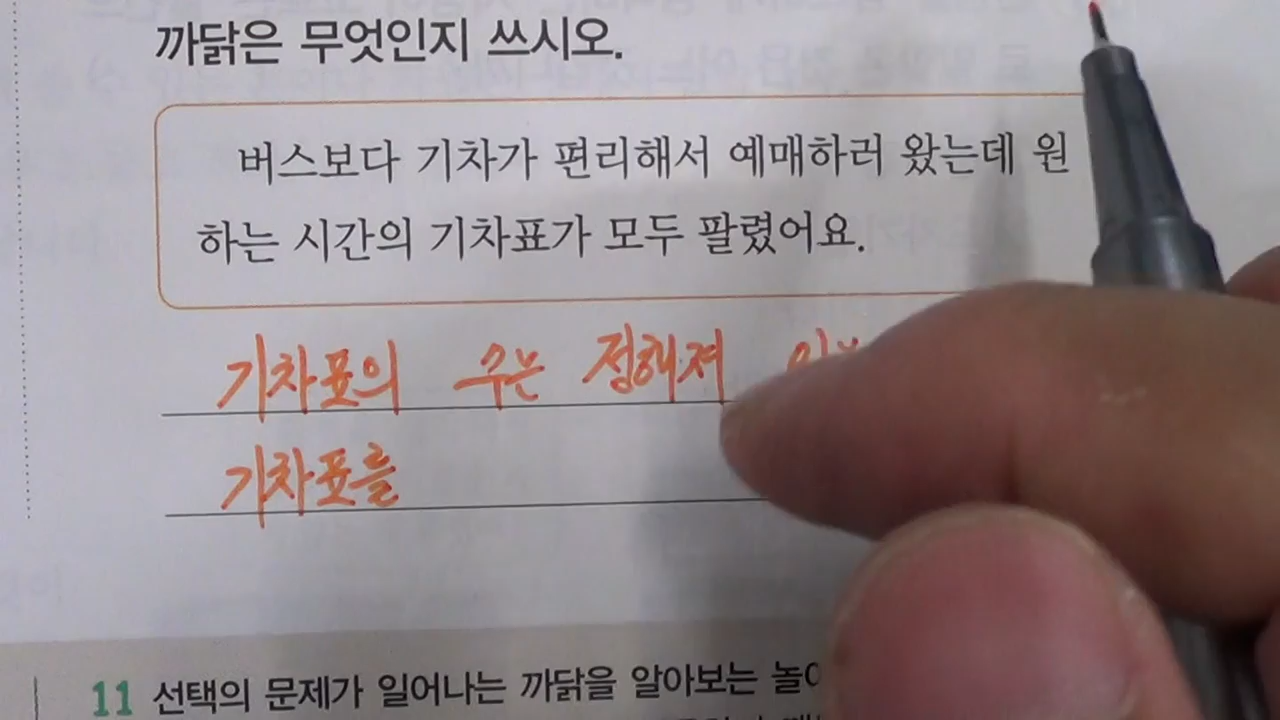 까닭은 무엇인지 쓰시오.
버스보다 기차가 편리해서 예매하러 왔는데 원
하는 시간의 기차표가 모두 팔렸어요.
기차표의 수는 정해져
기차표를
11 선택의 문제가 일어나는 까닭을 알아보는